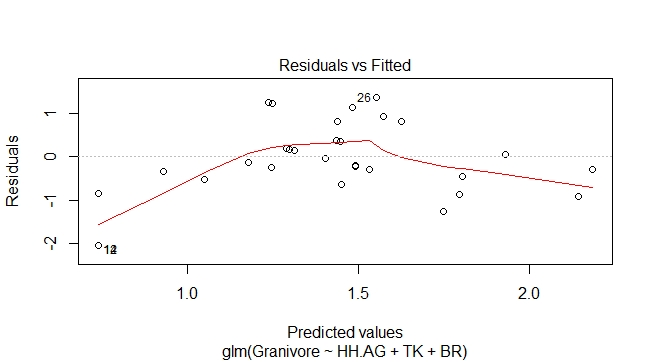 Residuals vs Fitted
Residuals
1
0
-1
-2
26
1.0
1.5
2.0
Predicted values
glm(Granivore ~ HH.AG + TK + BR)